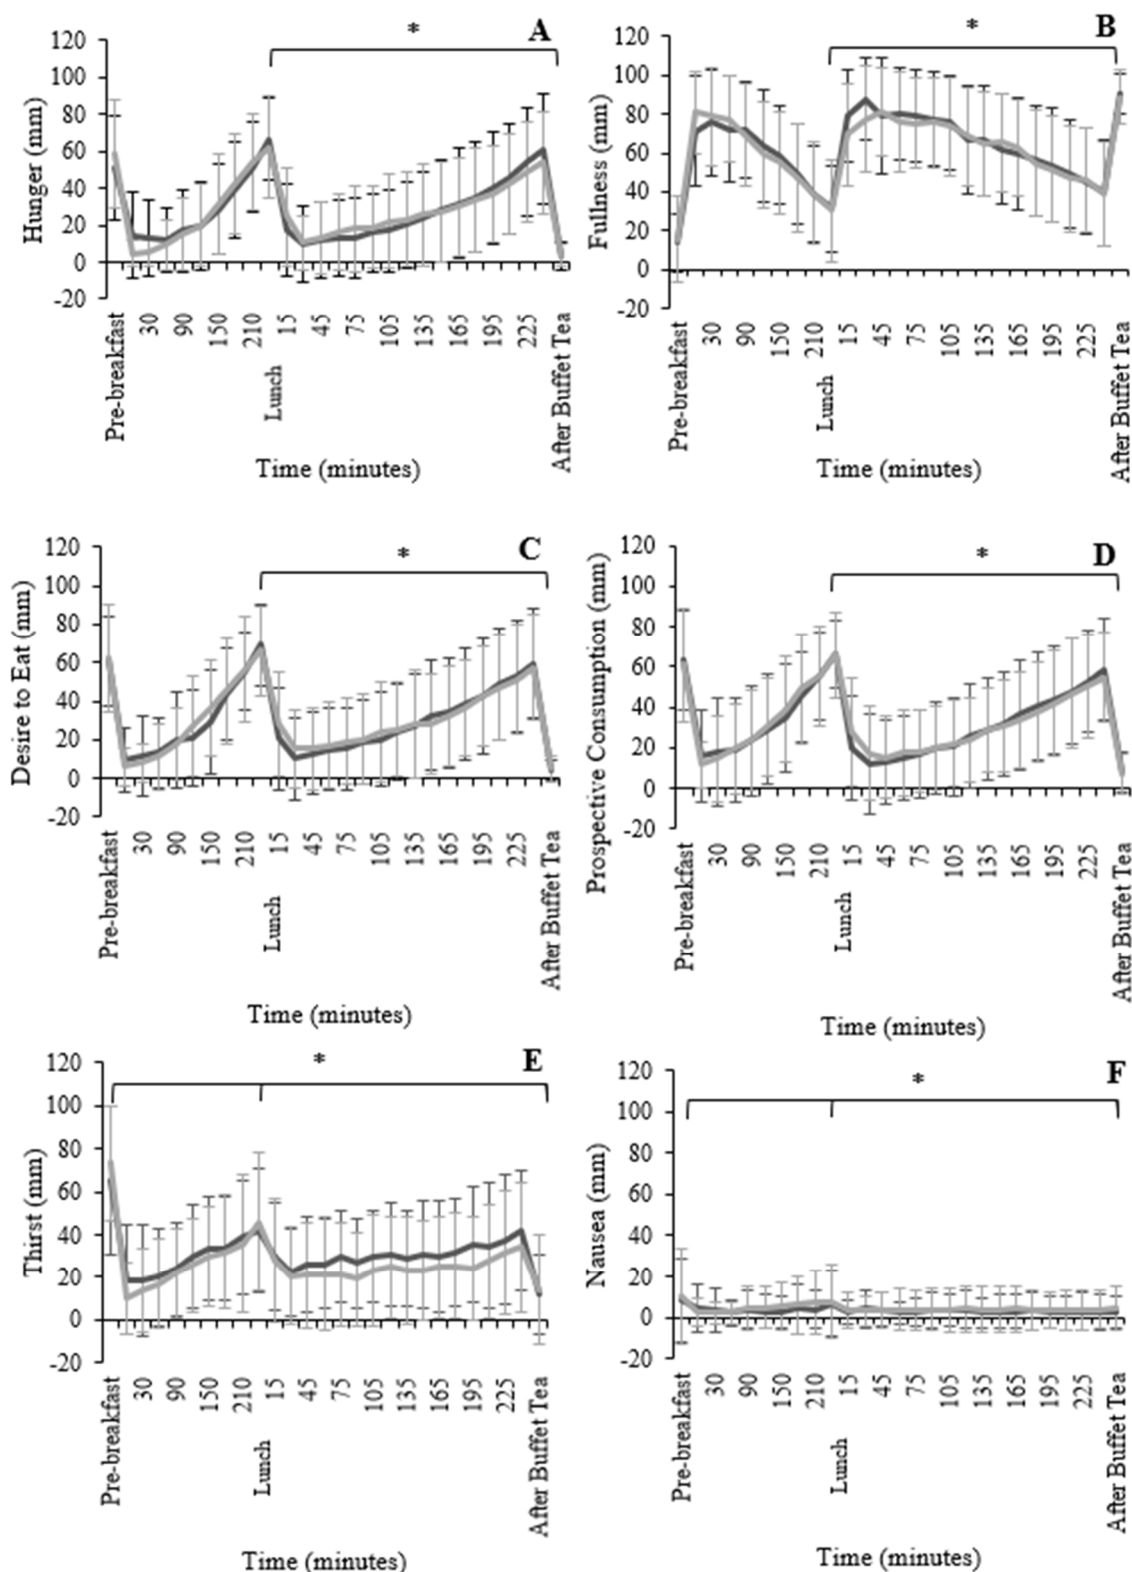 * A
120
100
80
60
40
20
0
-20
Hunger (mm)
Pre-breakfast 30 90 150 210 Lunch 15 45 75 105 135 165 195 225 After Buffet Tea
Time (minutes)
* B
120
100
80
60
40
20
0
-20
Fullness (mm)
Pre-breakfast 30 90 150 210 Lunch 15 45 75 105 135 165 195 225 After Buffet Tea
Time (minutes)
* C
120
100
80
60
40
20
0
-20
Desire to Eat (mm)
Pre-breakfast 30 90 150 210 Lunch 15 45 75 105 135 165 195 225 After Buffet Tea
Time (minutes)
* D
120
100
80
60
40
20
0
-20
Prospective Consumption (mm)
Pre-breakfast 30 90 150 210 Lunch 15 45 75 105 135 165 195 225 After Buffet Tea
Time (minutes)
* E
120
100
80
60
40
20
0
-20
Thirst (mm)
Pre-breakfast 30 90 150 210 Lunch 15 45 75 105 135 165 195 225 After Buffet Tea
Time (minutes)
* F
120
100
80
60
40
20
0
-20
Nausea (mm)
Pre-breakfast 30 90 150 210 Lunch 15 45 75 105 135 165 195 225 After Buffet Tea
Time (minutes)